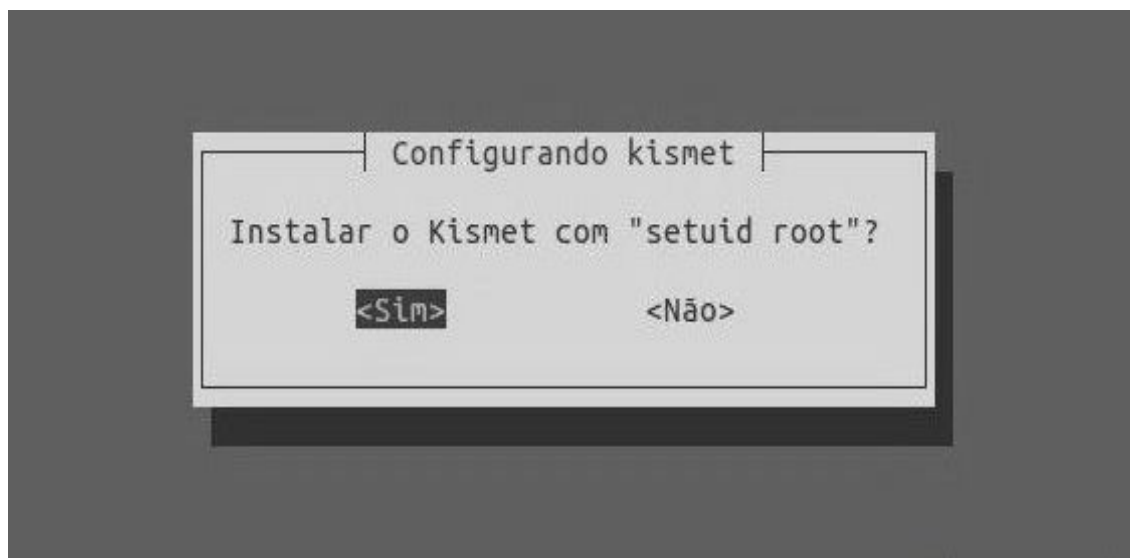 Configurando kismet
Instalar o Kismet com "setuid root"?
<Sim> <Não>